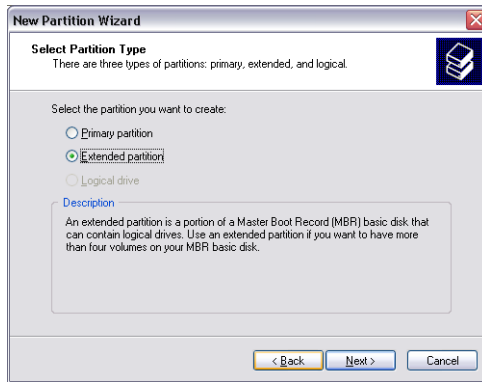 New Partition Wizard
Select Partition Type
There are three types of partitions: primary, extended, and logical.
Select the partition you want to create:
Primary partition
Extended partition
Logical drive
Description
An extended partition is a portion of a Master Boot Record (MBR) basic disk that
can contain logical drives. Use an extended partition if you want to have more
than four volumes on your MBR basic disk.
< Back
Next >
Cancel